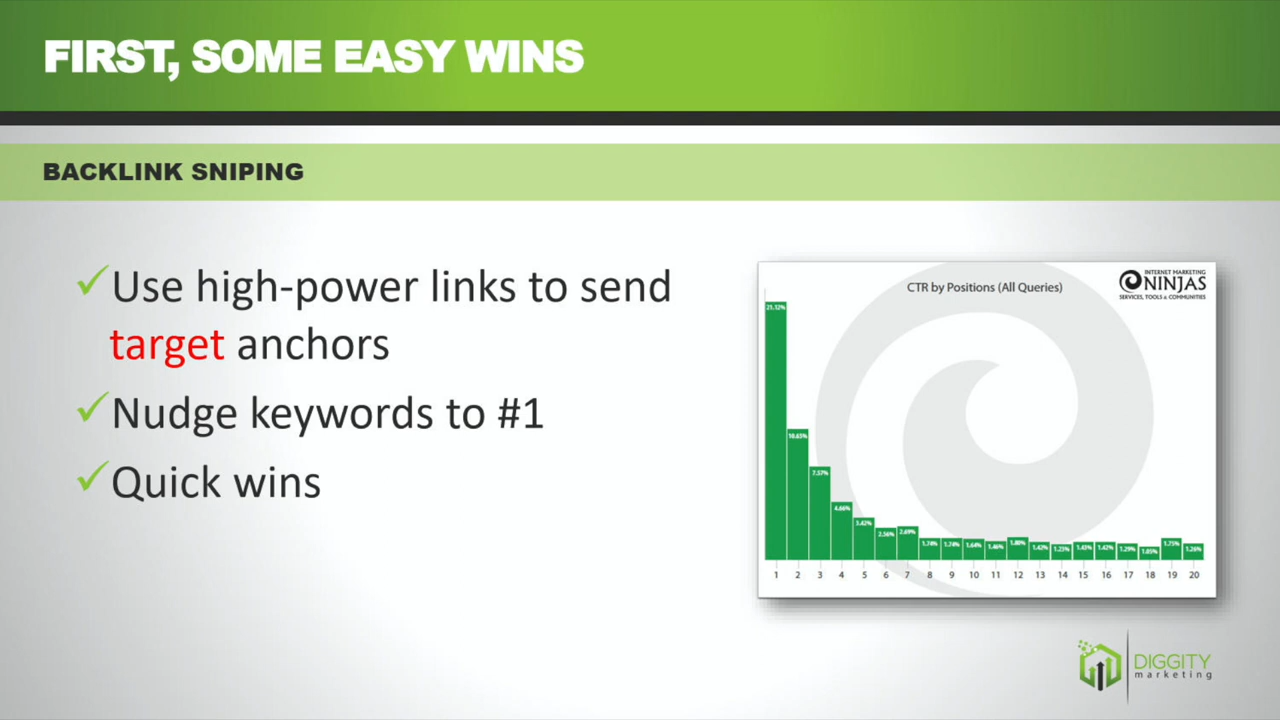 FIRST, SOME EASY WINS
BACKLINK SNIPING
Use high-power links to send
target anchors
Nudge keywords to #1
Quick wins
CTR by Positions (All Queries)
INTERNET MARKETING
NINJAS
SERVICES, TOOLS & COMMUNITIES
21.12%
10.65%
7.57%
4.66%
3.42%
2.56% 2.69%
1.74% 1.74% 1.64% 1.46% 1.80% 1.42% 1.23% 1.43% 1.42% 1.29% 1.05% 1.75% 1.26%
1 2 3 4 5 6 7 8 9 10 11 12 13 14 15 16 17 18 19 20
DIGGITY
marketing